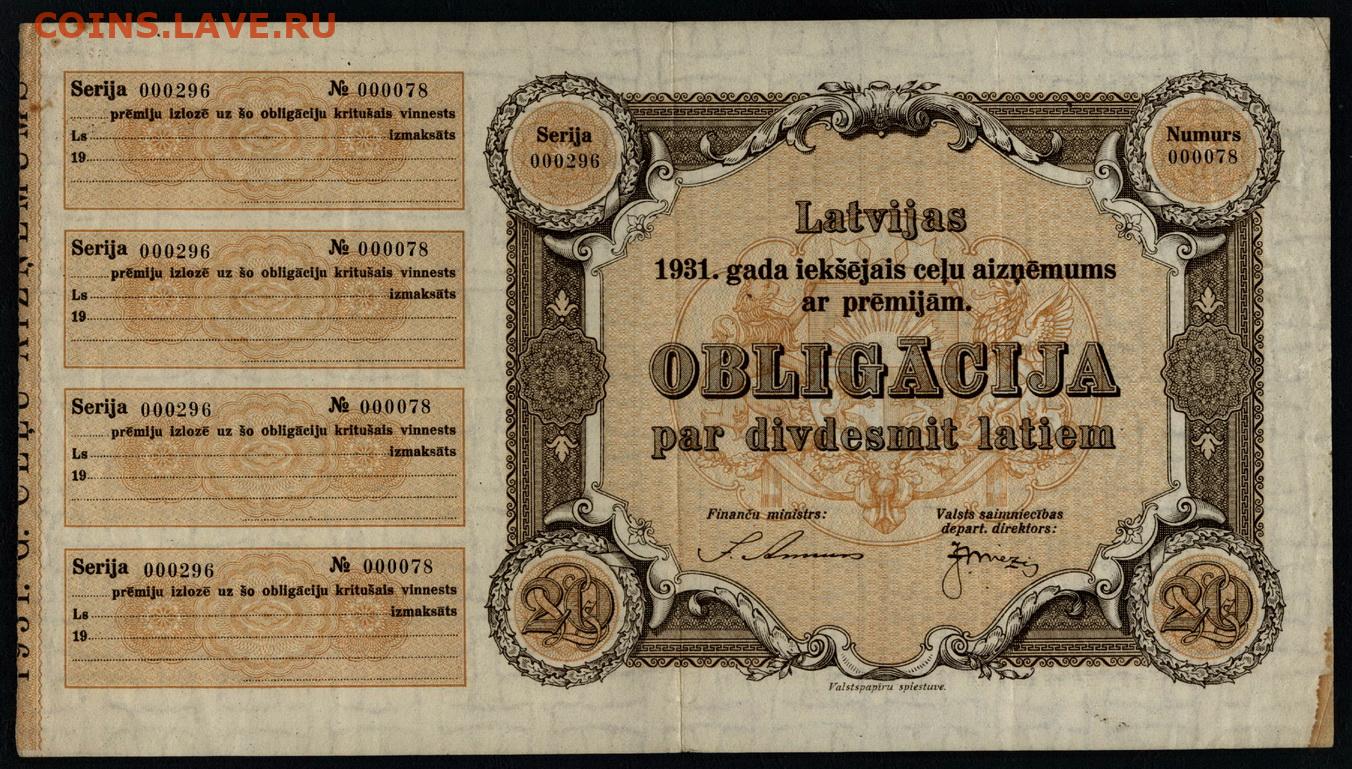 COINS.LAVE.RU
Serija 000296 № 000078
prēmiju izlozē uz šo obligāciju kritušais vinnests
Ls izmaksāts
19
Serija 000296 № 000078
prēmiju izlozē uz šo obligāciju kritušais vinnests
Ls izmaksāts
19
Serija 000296 № 000078
prēmiju izlozē uz šo obligāciju kritušais vinnests
Ls izmaksāts
19
Serija 000296 № 000078
prēmiju izlozē uz šo obligāciju kritušais vinnests
Ls izmaksāts
19
Serija
000296
Numurs
000078
Latvijas
1931. gada iekšējais ceļu aizņēmums
ar prēmijām.
OBLIGĀCIJA
par divdesmit latiem
Finanču ministrs:
Valsts saimniecības
depart. direktors:
20 Ls
20 Ls
Valstspapīru spiestuve.